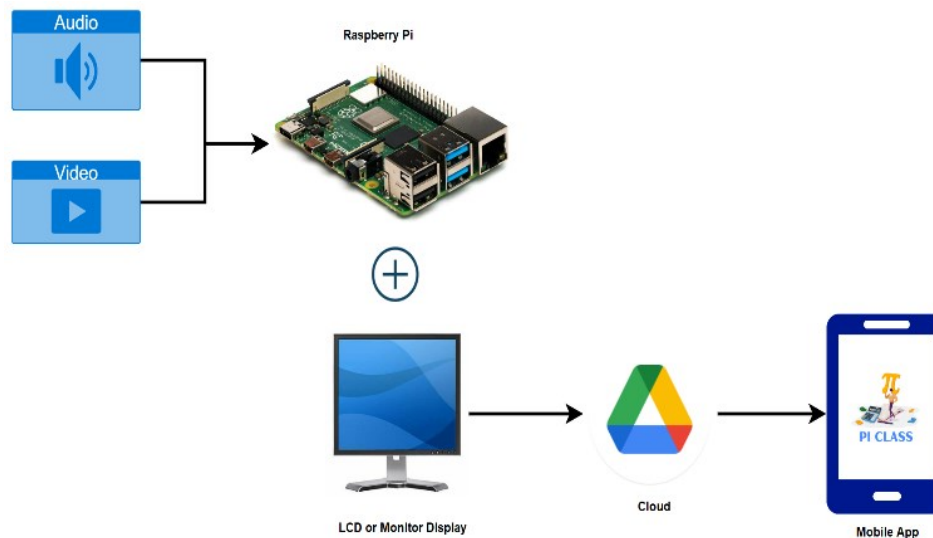 Audio
Raspberry Pi
Video
PI CLASS
LCD or Monitor Display
Cloud
Mobile App